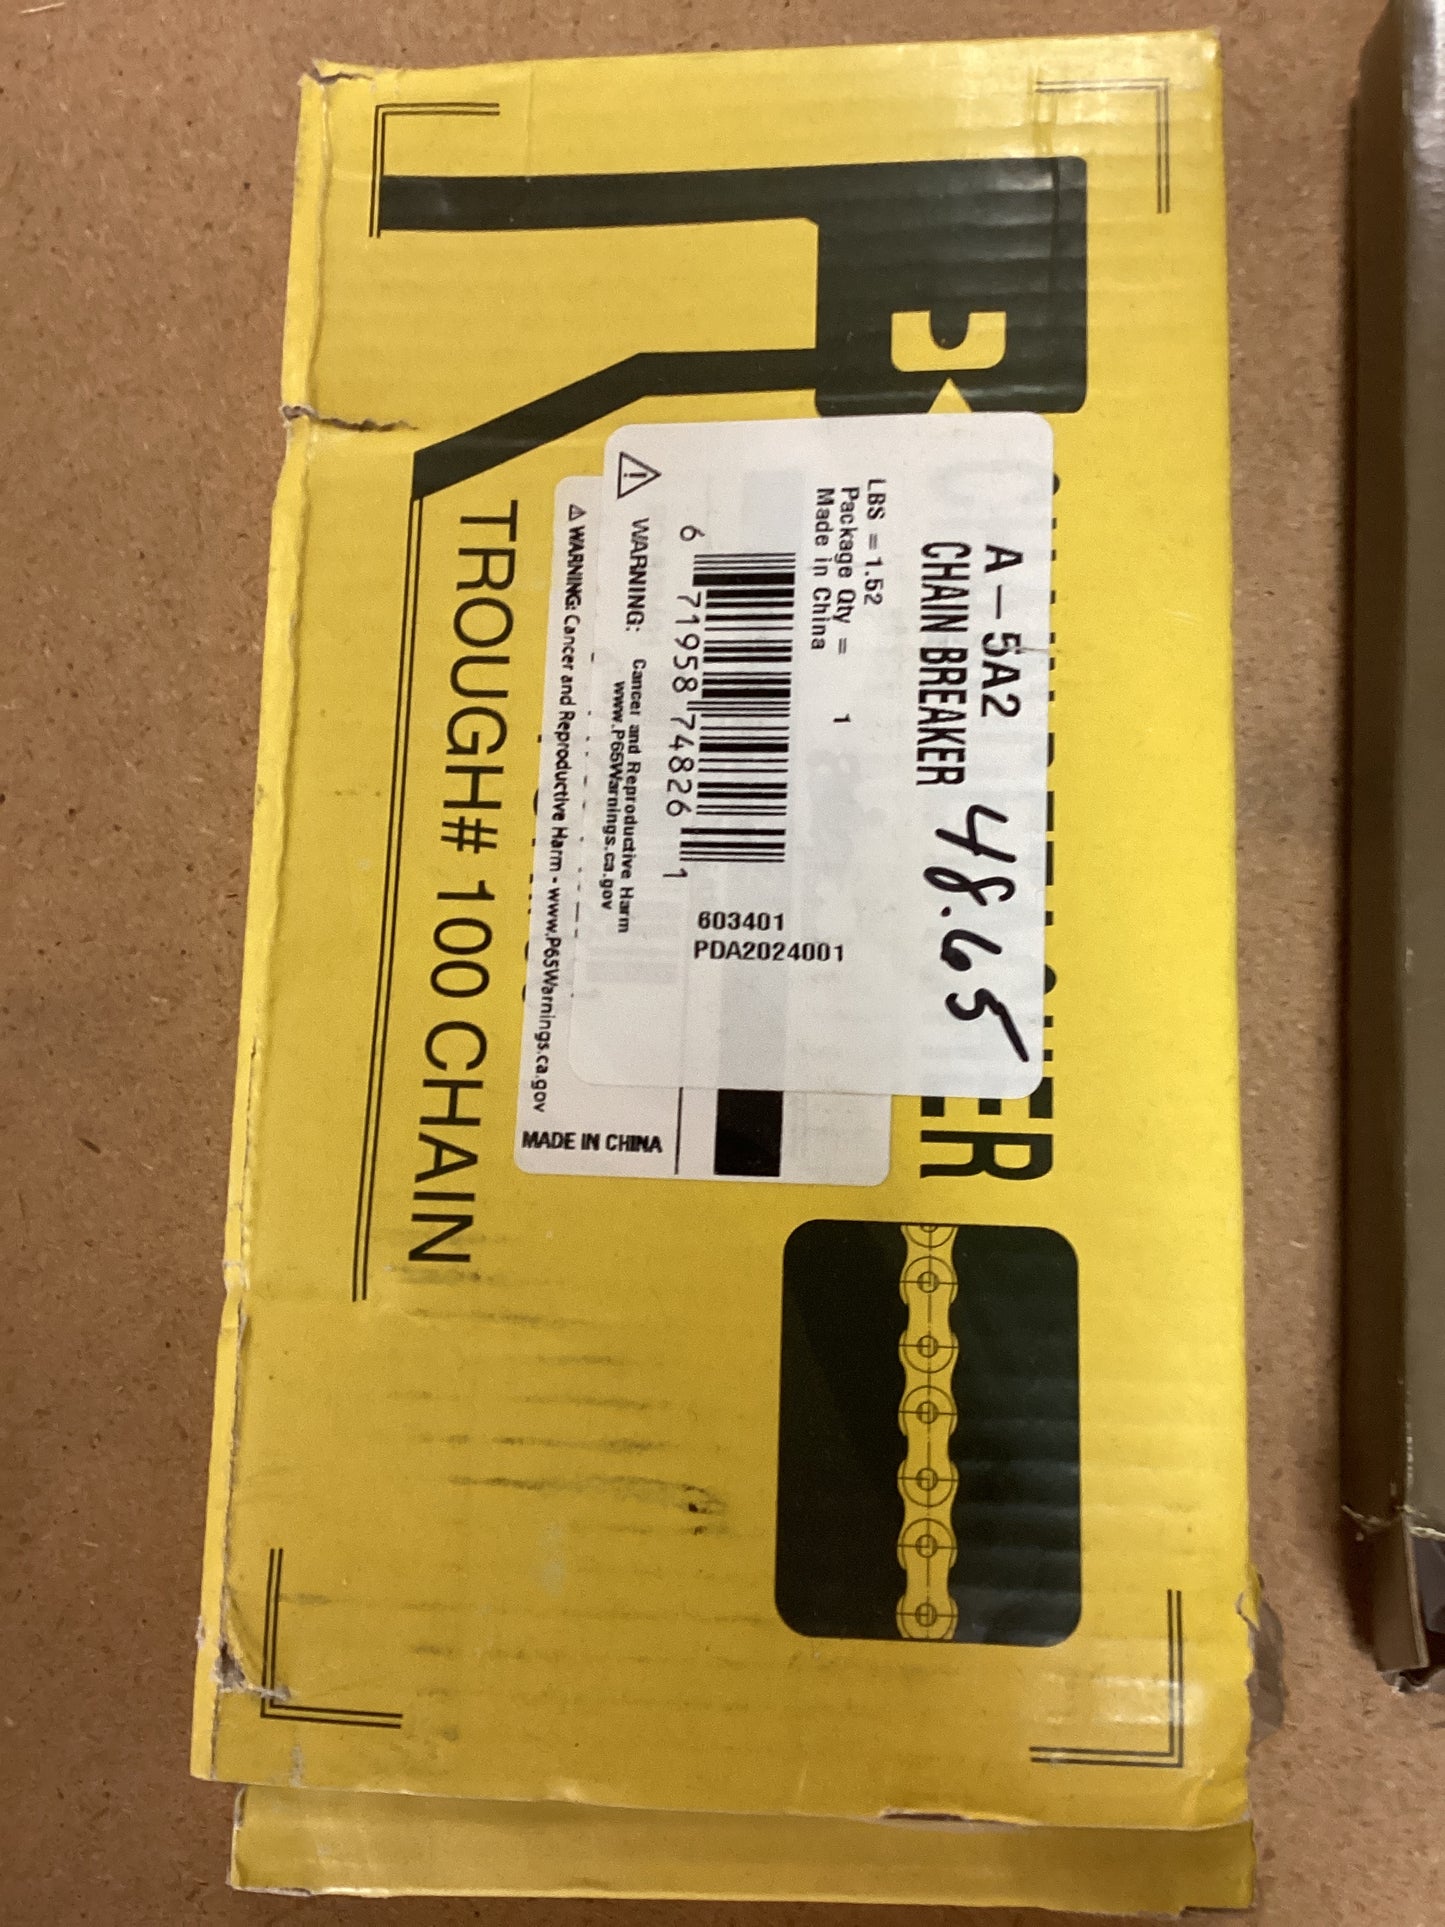 A—5A2
CHAIN BREAKER
48.65
LBS = 1.52
Package Qty = 1
Made in China
6 71958 74826 1
603401
PDA2024001
WARNING: Cancer and Reproductive Harm
www.P65Warnings.ca.gov
WARNING: Cancer and Reproductive Harm - www.P65Warnings.ca.gov
MADE IN CHINA
TROUGH# 100 CHAIN